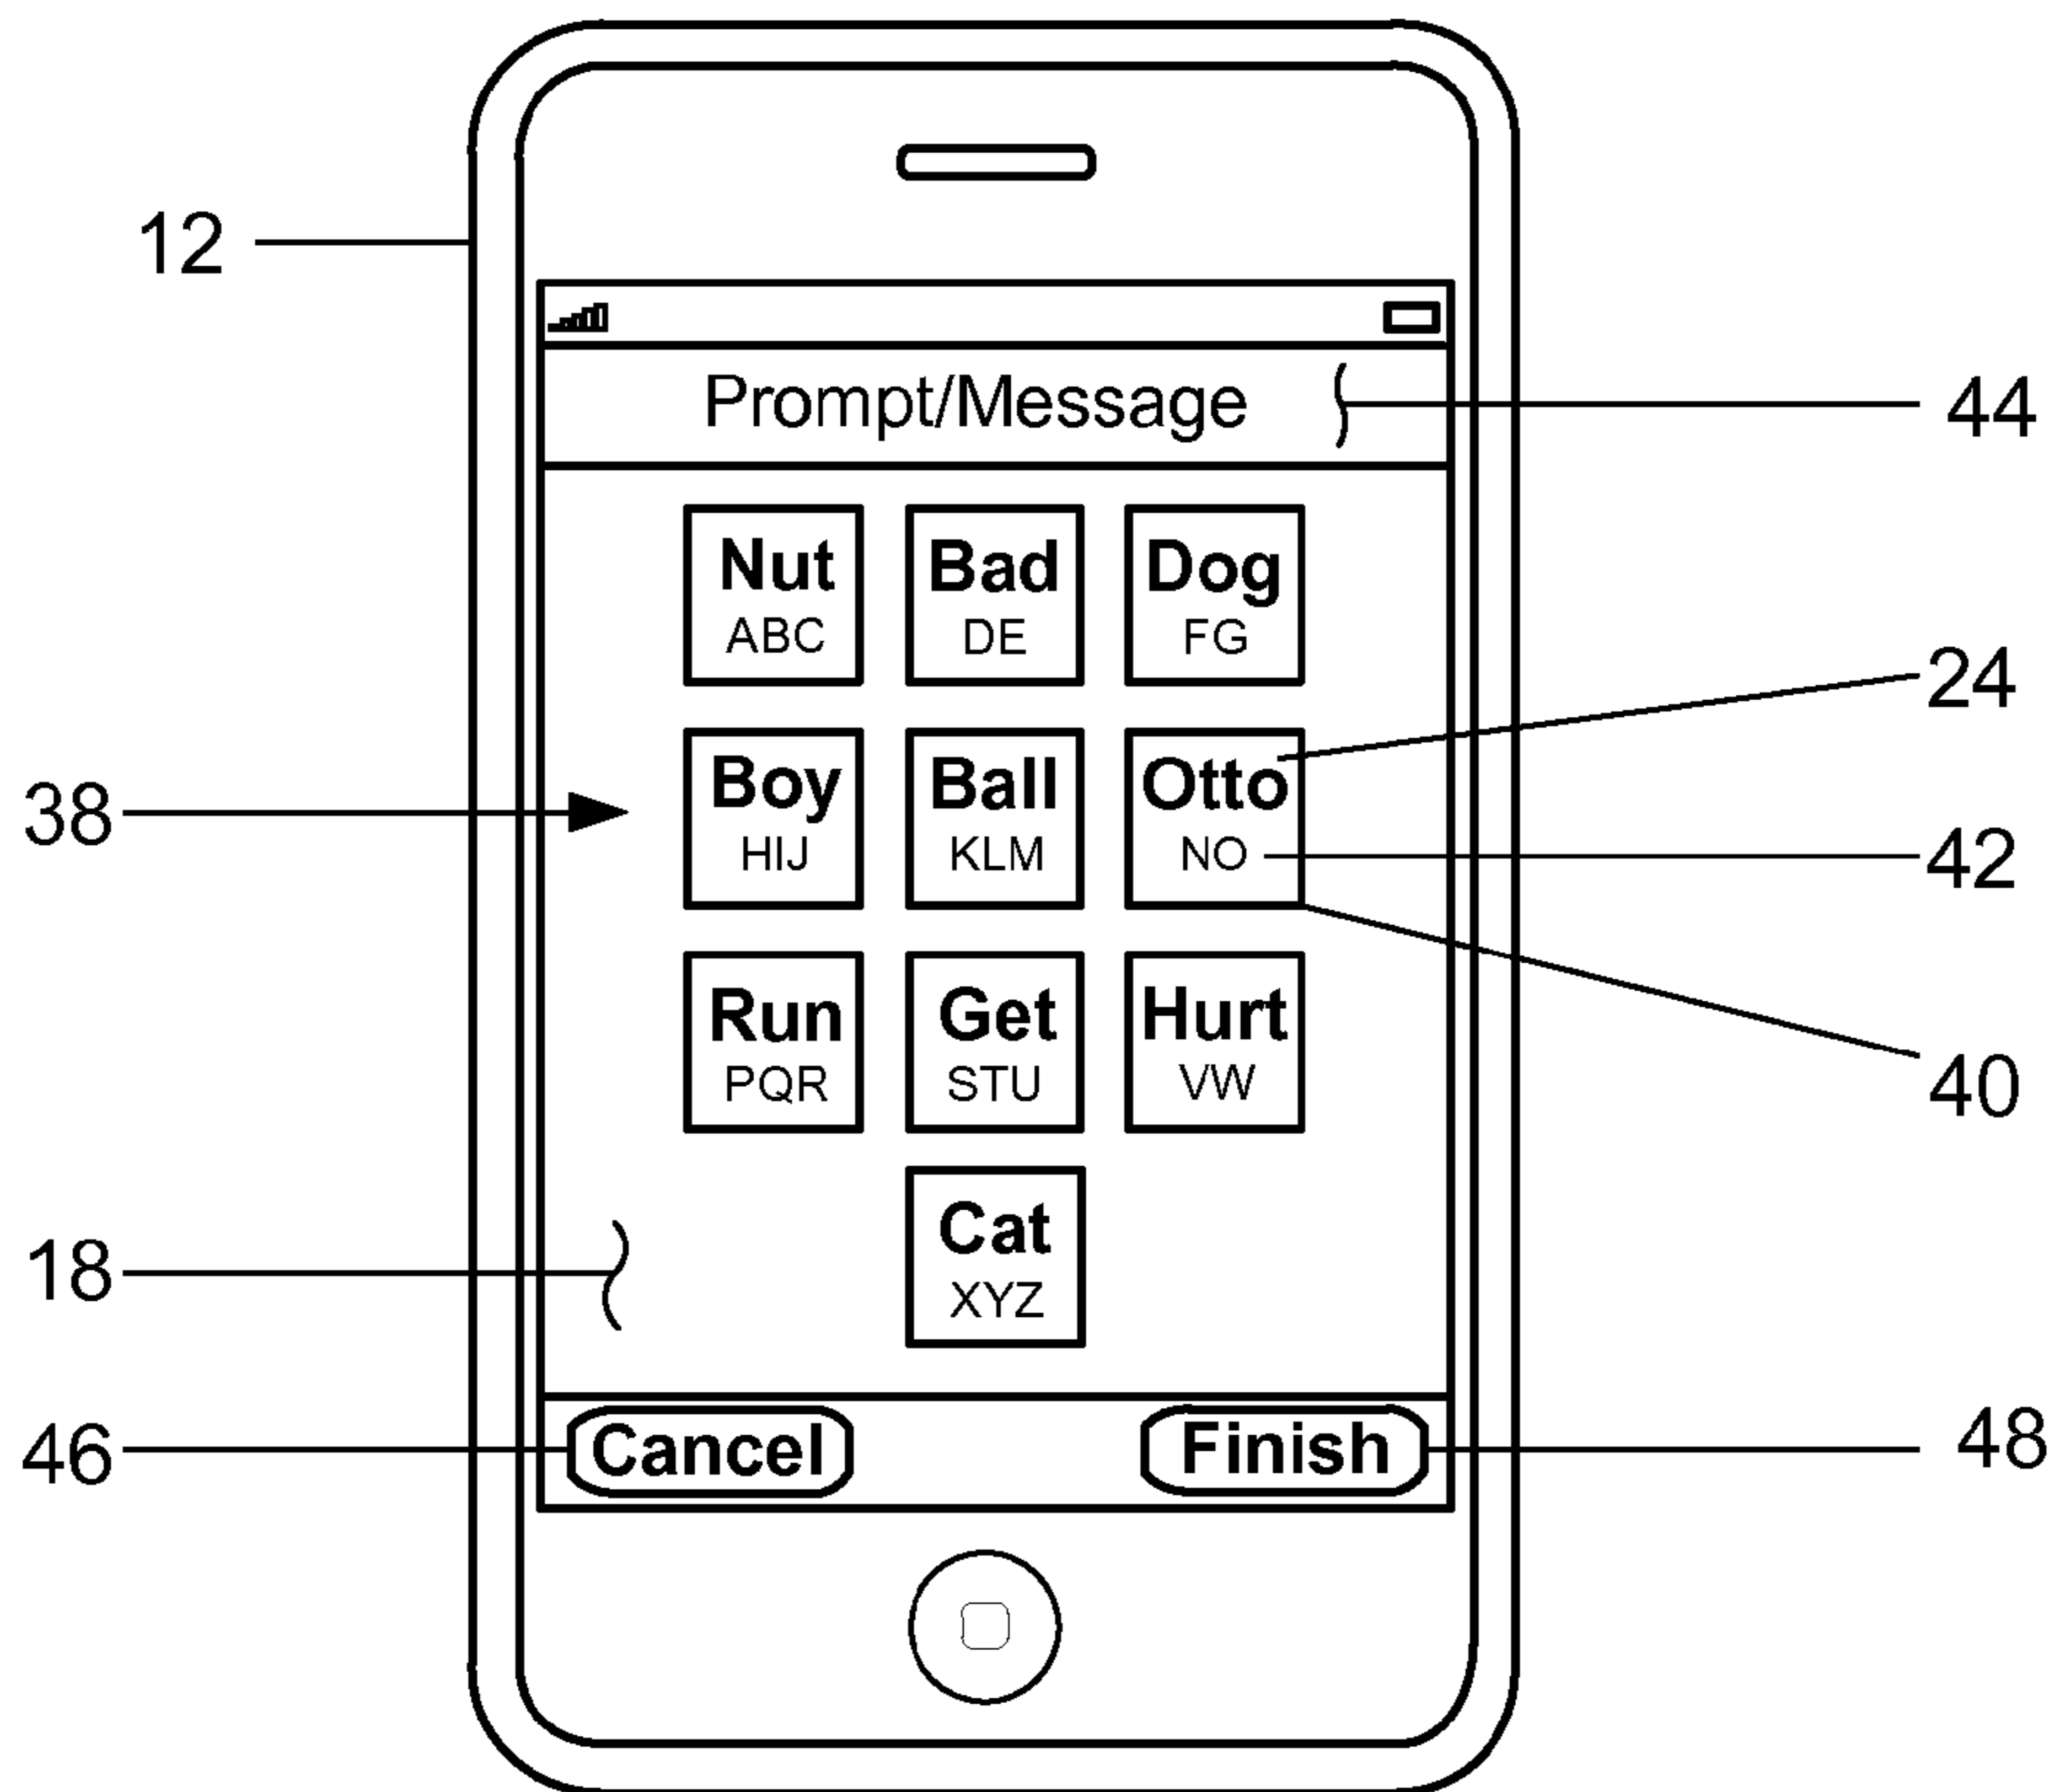 12
Prompt/Message
44
Nut Bad Dog
ABC DE FG
24
Boy Ball Otto
38
HIJ KLM NO
42
Run Get Hurt
PQR STU VW
40
Cat
18
XYZ
46
Cancel Finish
48